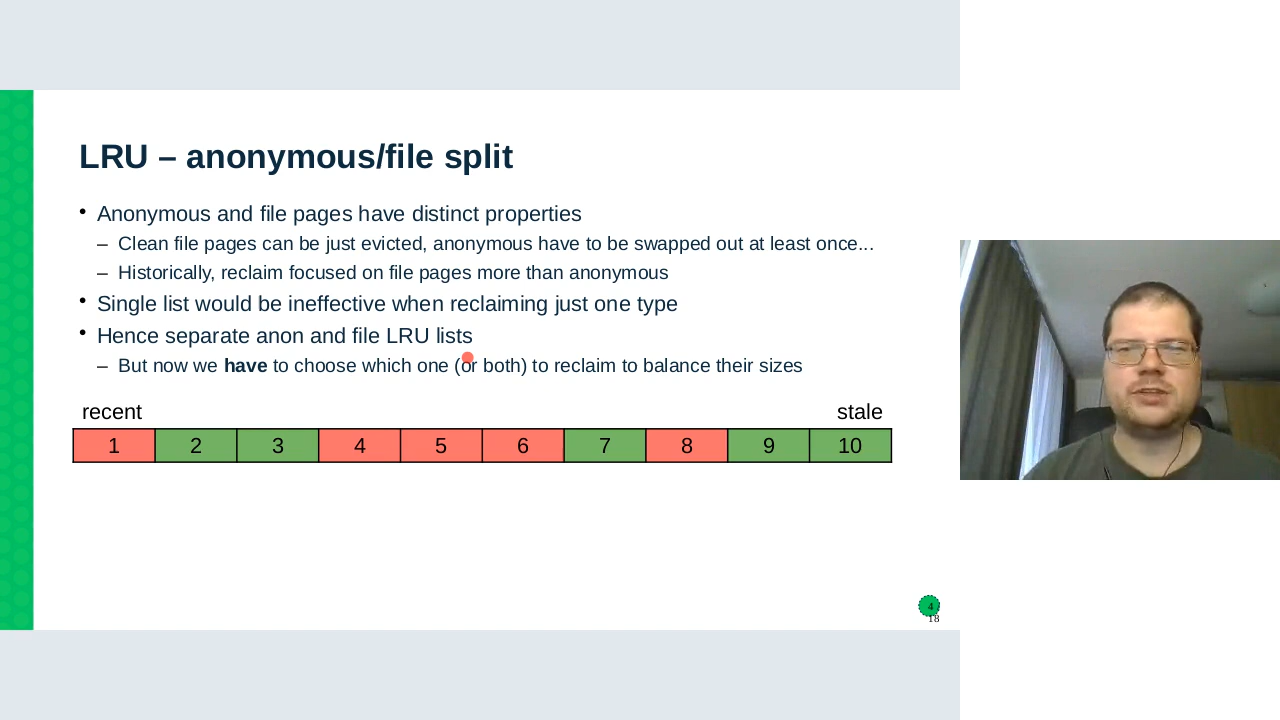 LRU – anonymous/file split
• Anonymous and file pages have distinct properties
– Clean file pages can be just evicted, anonymous have to be swapped out at least once...
– Historically, reclaim focused on file pages more than anonymous
• Single list would be ineffective when reclaiming just one type
• Hence separate anon and file LRU lists
– But now we have to choose which one (or both) to reclaim to balance their sizes
recent stale
1 2 3 4 5 6 7 8 9 10
4
18